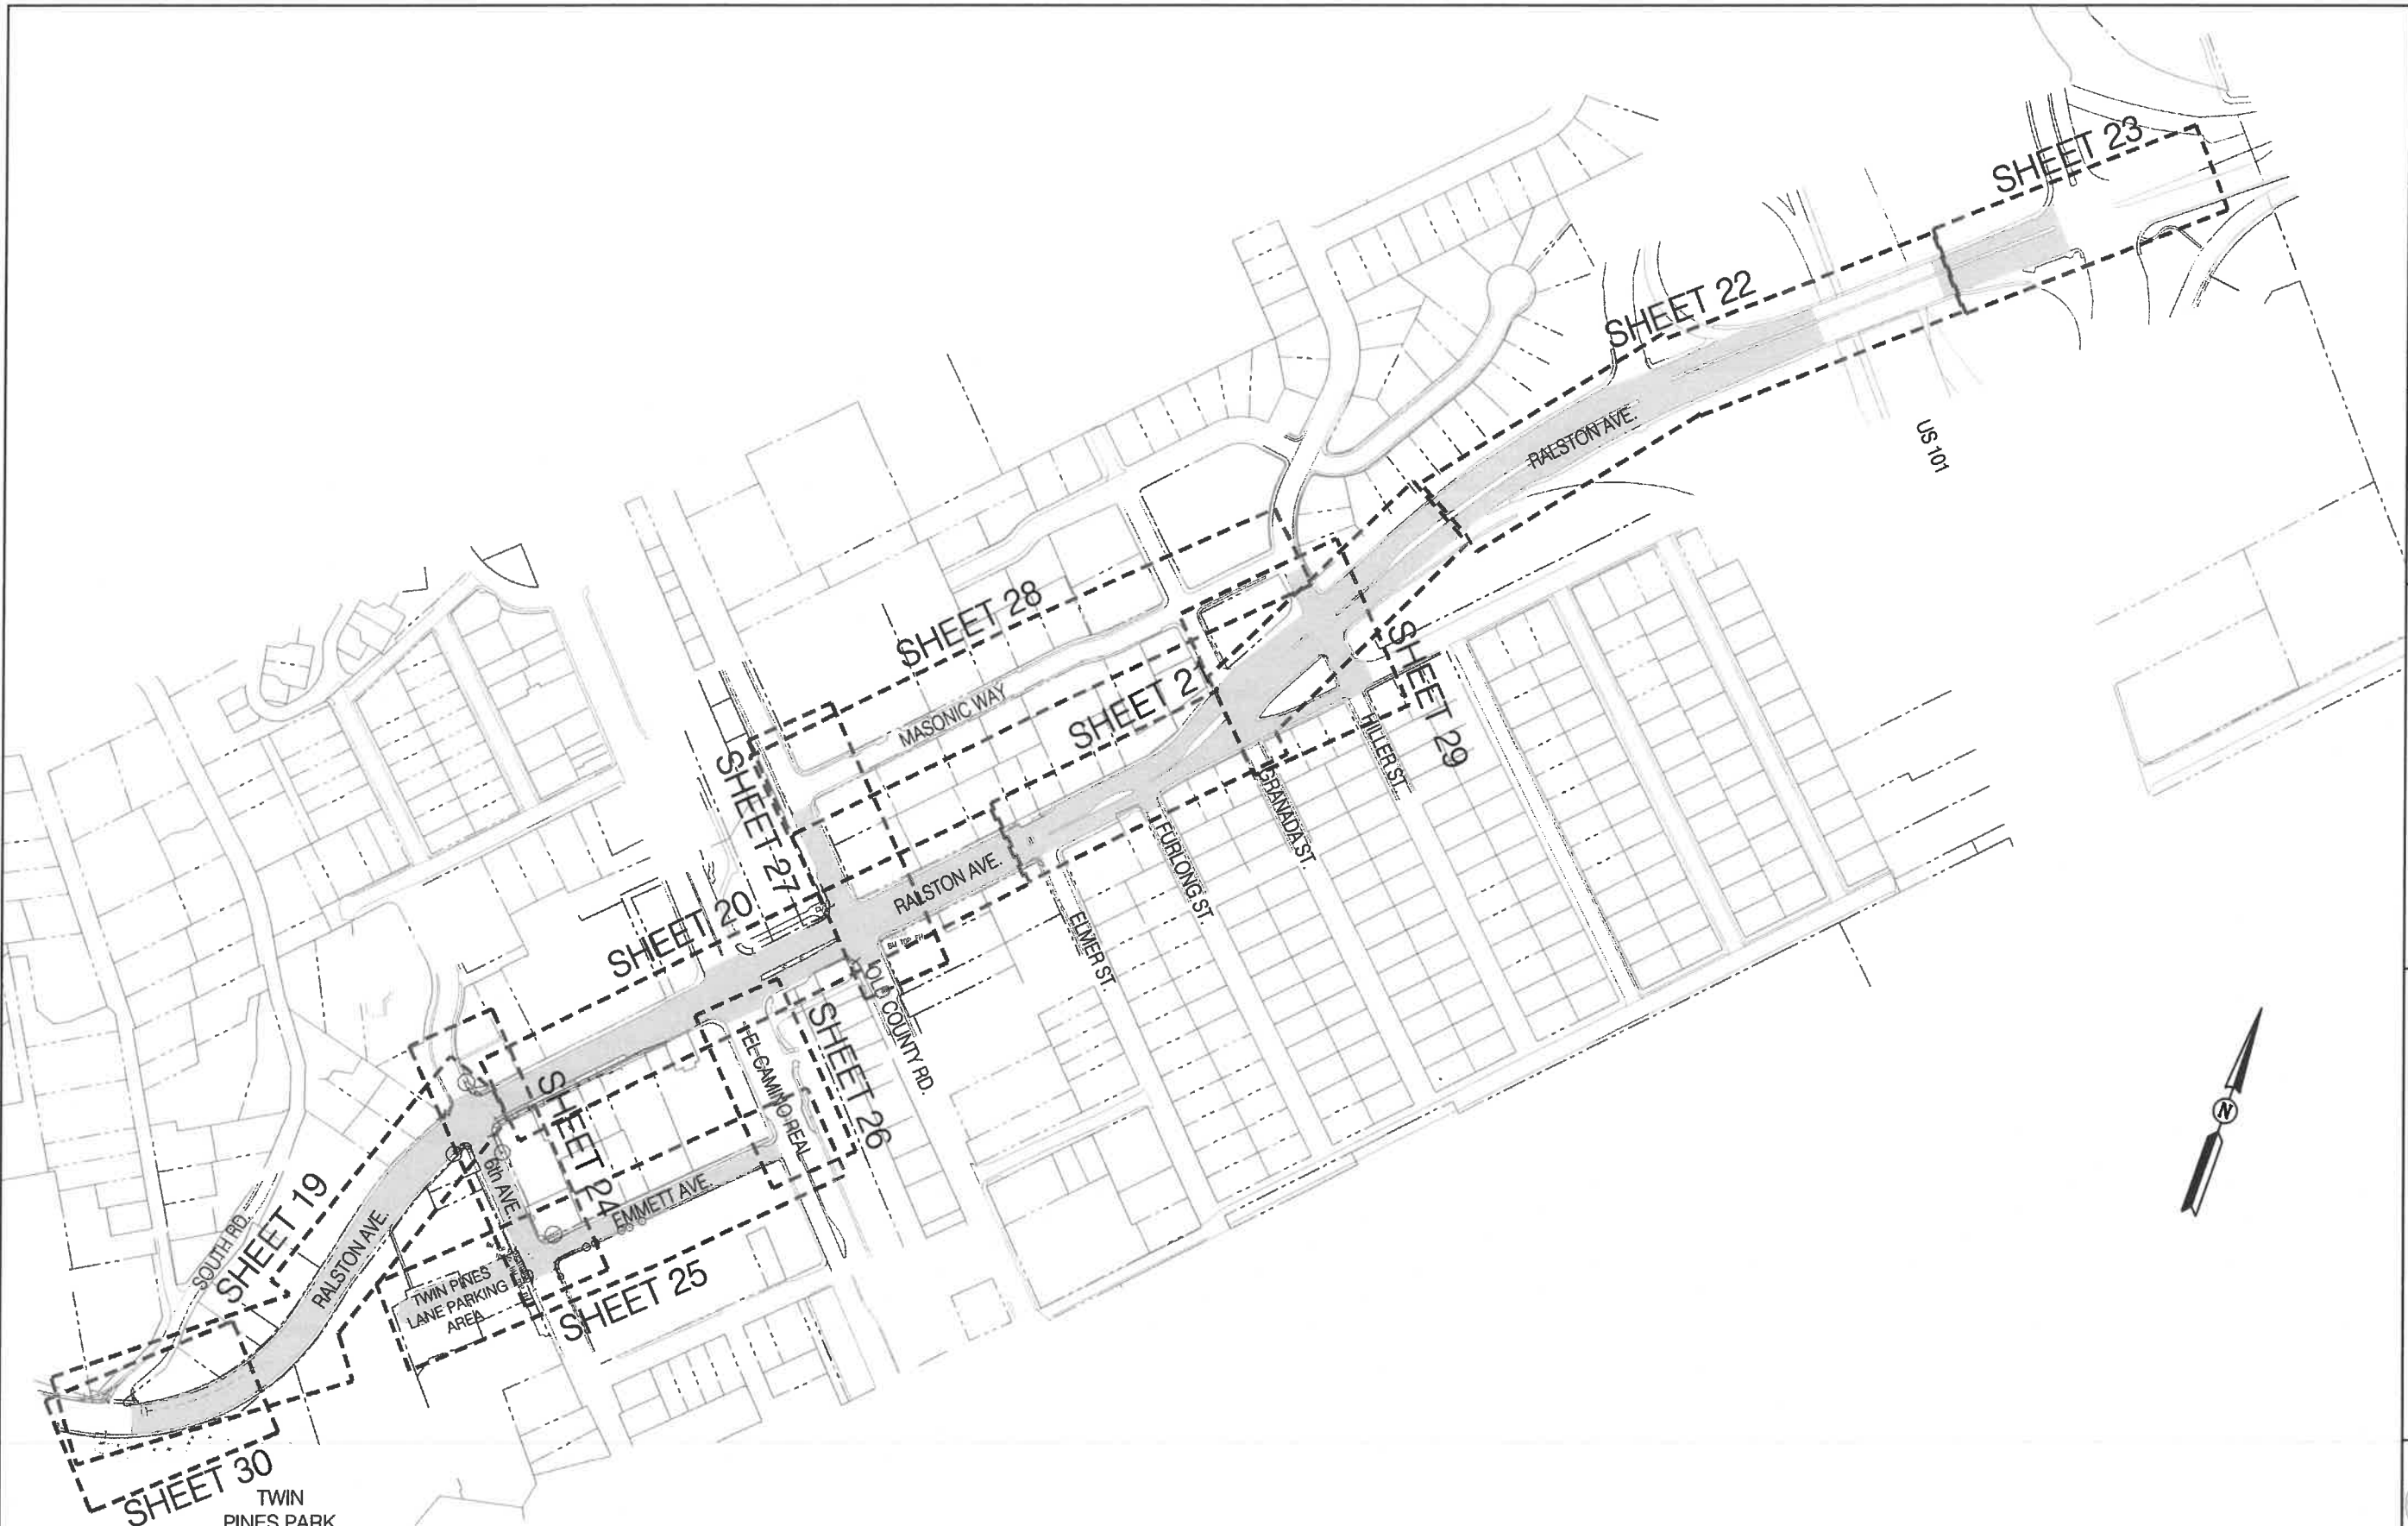 SHEET 23
SHEET 22
RALSTON AVE.
US 101
SHEET 28
MASONIC WAY
SHEET 21
SHEET 29
HILLER ST.
GRANADA ST.
FURLONG ST.
ELMER ST.
SHEET 27
SHEET 20
RALSTON AVE.
OLD COUNTY RD.
SHEET 26
EL CAMINO REAL
SHEET 24
6th AVE.
EMMETT AVE.
SHEET 25
TWIN PINES
LANE PARKING
AREA
SOUTH RD.
SHEET 19
RALSTON AVE.
SHEET 30
TWIN
PINES PARK
N